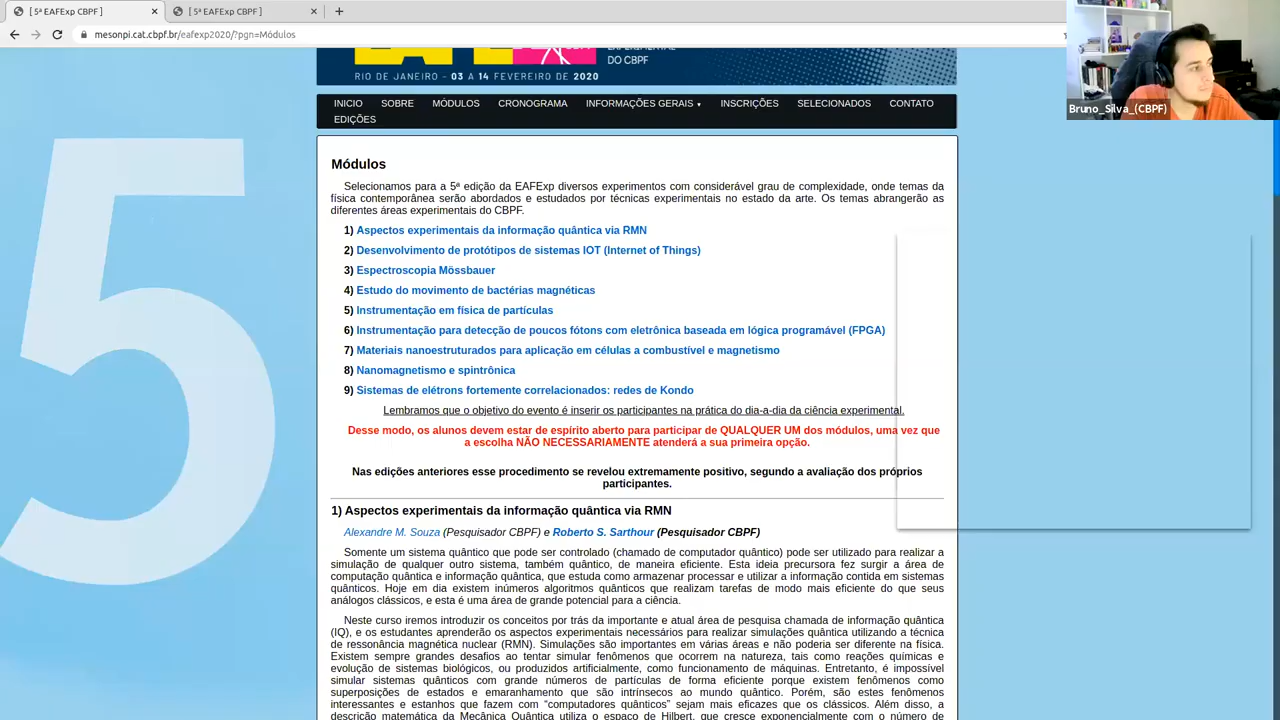 [ 5ª EAFExp CBPF ]
[ 5ª EAFExp CBPF ]
mesonpi.cat.cbpf.br/eafexp2020/?pgn=Módulos
Bruno_Silva_(CBPF)
DO CBPF
RIO DE JANEIRO - 03 A 14 FEVEREIRO DE 2020
INICIO SOBRE MÓDULOS CRONOGRAMA INFORMAÇÕES GERAIS ▾ INSCRIÇÕES SELECIONADOS CONTATO
EDIÇÕES
5
Módulos
Selecionamos para a 5ª edição da EAFExp diversos experimentos com considerável grau de complexidade, onde temas da
física contemporânea serão abordados e estudados por técnicas experimentais no estado da arte. Os temas abrangerão as
diferentes áreas experimentais do CBPF.
1) Aspectos experimentais da informação quântica via RMN
2) Desenvolvimento de protótipos de sistemas IOT (Internet of Things)
3) Espectroscopia Mössbauer
4) Estudo do movimento de bactérias magnéticas
5) Instrumentação em física de partículas
6) Instrumentação para detecção de poucos fótons com eletrônica baseada em lógica programável (FPGA)
7) Materiais nanoestruturados para aplicação em células a combustível e magnetismo
8) Nanomagnetismo e spintrônica
9) Sistemas de elétrons fortemente correlacionados: redes de Kondo
Lembramos que o objetivo do evento é inserir os participantes na prática do dia-a-dia da ciência experimental.
Desse modo, os alunos devem estar de espírito aberto para participar de QUALQUER UM dos módulos, uma vez que
a escolha NÃO NECESSARIAMENTE atenderá a sua primeira opção.
Nas edições anteriores esse procedimento se revelou extremamente positivo, segundo a avaliação dos próprios
participantes.
1) Aspectos experimentais da informação quântica via RMN
Alexandre M. Souza (Pesquisador CBPF) e Roberto S. Sarthour (Pesquisador CBPF)
Somente um sistema quântico que pode ser controlado (chamado de computador quântico) pode ser utilizado para realizar a
simulação de qualquer outro sistema, também quântico, de maneira eficiente. Esta ideia precursora fez surgir a área de
computação quântica e informação quântica, que estuda como armazenar processar e utilizar a informação contida em sistemas
quânticos. Hoje em dia existem inúmeros algoritmos quânticos que realizam tarefas de modo mais eficiente do que seus
análogos clássicos, e esta é uma área de grande potencial para a ciência.
Neste curso iremos introduzir os conceitos por trás da importante e atual área de pesquisa chamada de informação quântica
(IQ), e os estudantes aprenderão os aspectos experimentais necessários para realizar simulações quântica utilizando a técnica
de ressonância magnética nuclear (RMN). Simulações são importantes em várias áreas e não poderia ser diferente na física.
Existem sempre grandes desafios ao tentar simular fenômenos que ocorrem na natureza, tais como reações químicas e
evolução de sistemas biológicos, ou produzidos artificialmente, como funcionamento de máquinas. Entretanto, é impossível
simular sistemas quânticos com grande números de partículas de forma eficiente porque existem fenômenos como
superposições de estados e emaranhamento que são intrínsecos ao mundo quântico. Porém, são estes fenômenos
interessantes e estranhos que fazem com “computadores quânticos” sejam mais eficazes que os clássicos. Além disso, a
descrição matemática da Mecânica Quântica utiliza o espaço de Hilbert, que cresce exponencialmente com o número de